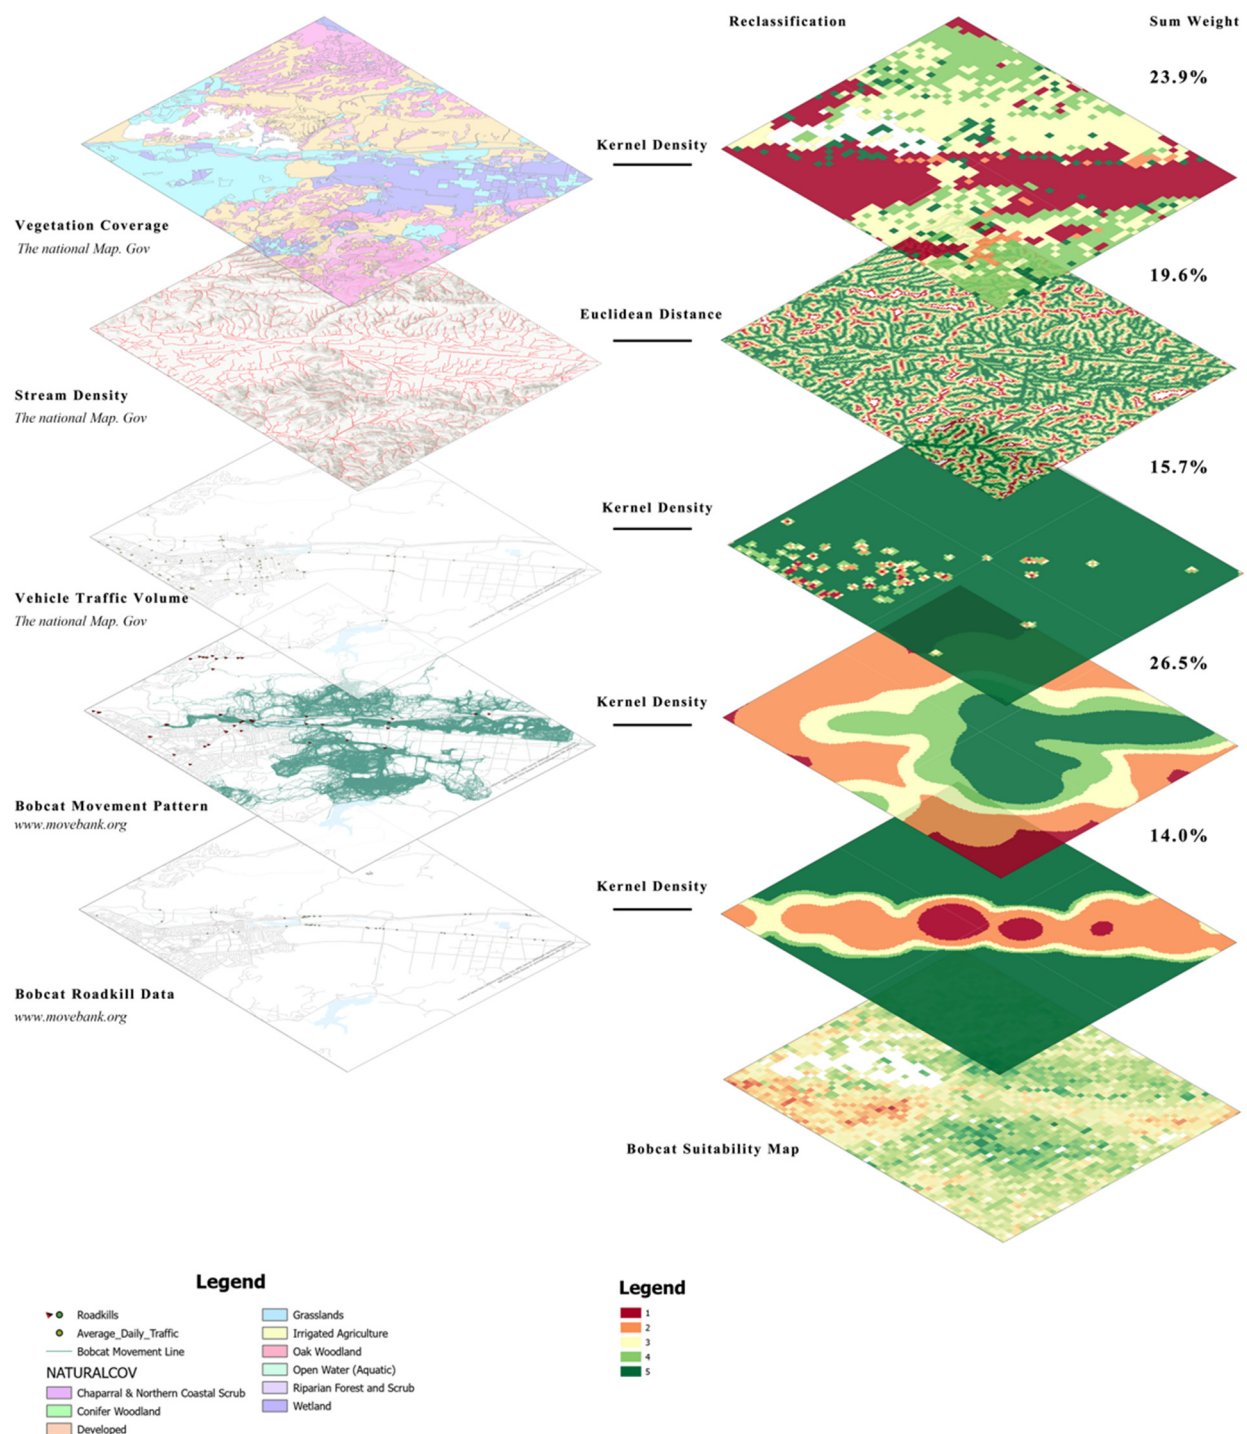 Reclassification
Sum Weight
23.9%
Kernel Density
Vegetation Coverage
The national Map. Gov
19.6%
Euclidean Distance
Stream Density
The national Map. Gov
15.7%
Kernel Density
Vehicle Traffic Volume
The national Map. Gov
26.5%
Kernel Density
Bobcat Movement Pattern
www.movebank.org
14.0%
Kernel Density
Bobcat Roadkill Data
www.movebank.org
Bobcat Suitability Map
Legend
Roadkills
Average_Daily_Traffic
Bobcat Movement Line
NATURALCOV
Chaparral & Northern Coastal Scrub
Conifer Woodland
Developed
Grasslands
Irrigated Agriculture
Oak Woodland
Open Water (Aquatic)
Riparian Forest and Scrub
Wetland
Legend
1
2
3
4
5